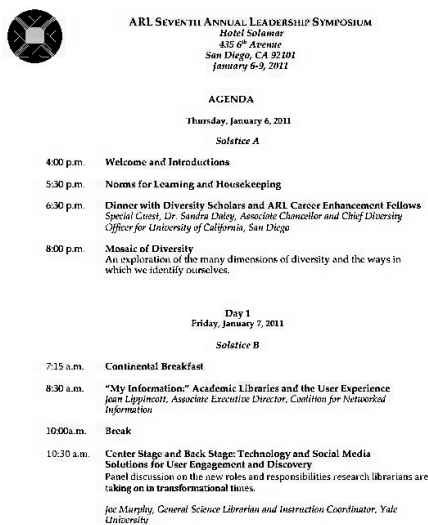 ARL SEVENTH ANNUAL LEADERSHIP SYMPOSIUM
Hotel Solamar
435 6th Avenue
San Diego, CA 92101
January 6-9, 2011
AGENDA
Thursday, January 6, 2011
Solstice A
4:00 p.m. Welcome and Introductions
5:30 p.m. Norms for Learning and Housekeeping
6:30 p.m. Dinner with Diversity Scholars and ARL Career Enhancement Fellows
Special Guest, Dr. Sandra Daley, Associate Chancellor and Chief Diversity
Officer for University of California, San Diego
8:00 p.m. Mosaic of Diversity
An exploration of the many dimensions of diversity and the ways in
which we identify ourselves.
Day 1
Friday, January 7, 2011
Solstice B
7:15 a.m. Continental Breakfast
8:30 a.m. "My Information:" Academic Libraries and the User Experience
Joan Lippincott, Associate Executive Director, Coalition for Networked
Information
10:00a.m. Break
10:30 a.m. Center Stage and Back Stage: Technology and Social Media
Solutions for User Engagement and Discovery
Panel discussion on the new roles and responsibilities research librarians are
taking on in transformational times.
Joe Murphy, General Science Librarian and Instruction Coordinator, Yale
University